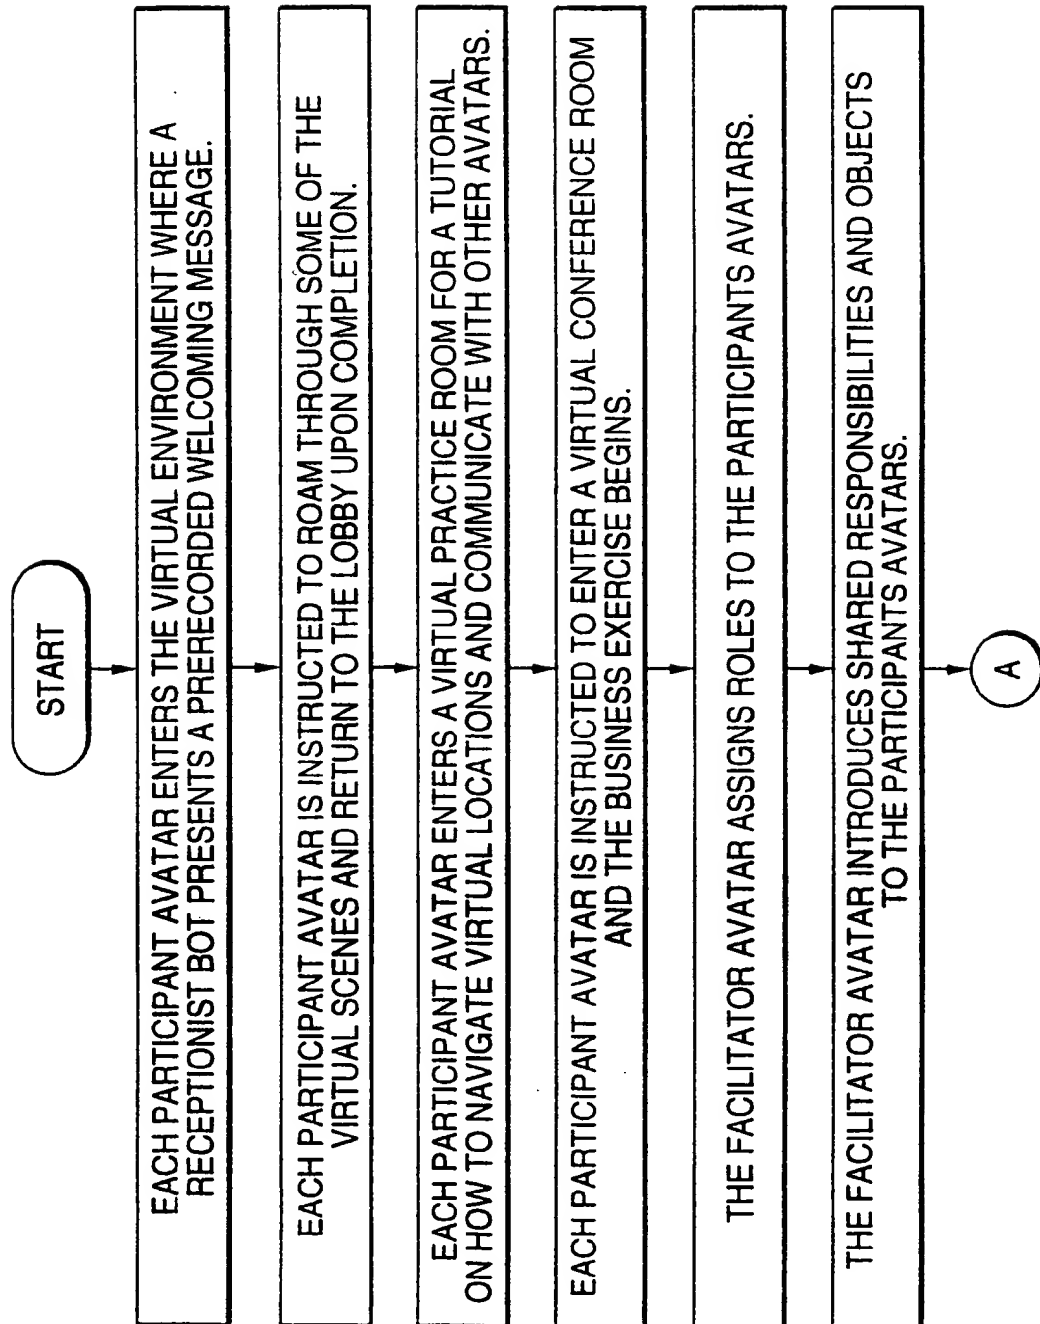 START
EACH PARTICIPANT AVATAR ENTERS THE VIRTUAL ENVIRONMENT WHERE A
RECEPTIONIST BOT PRESENTS A PRERECORDED WELCOMING MESSAGE.
EACH PARTICIPANT AVATAR IS INSTRUCTED TO ROAM THROUGH SOME OF THE
VIRTUAL SCENES AND RETURN TO THE LOBBY UPON COMPLETION.
EACH PARTICIPANT AVATAR ENTERS A VIRTUAL PRACTICE ROOM FOR A TUTORIAL
ON HOW TO NAVIGATE VIRTUAL LOCATIONS AND COMMUNICATE WITH OTHER AVATARS.
EACH PARTICIPANT AVATAR IS INSTRUCTED TO ENTER A VIRTUAL CONFERENCE ROOM
AND THE BUSINESS EXERCISE BEGINS.
THE FACILITATOR AVATAR ASSIGNS ROLES TO THE PARTICIPANTS AVATARS.
THE FACILITATOR AVATAR INTRODUCES SHARED RESPONSIBILITIES AND OBJECTS
TO THE PARTICIPANTS AVATARS.
A